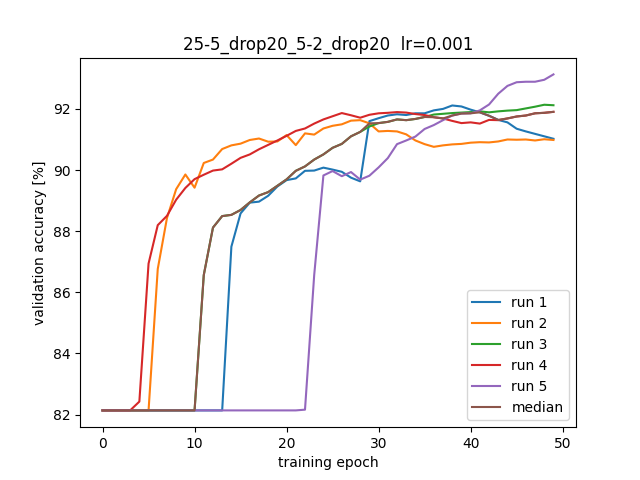 25-5_drop20_5-2_drop20 lr=0.001
validation accuracy [%]
92
90
88
86
84
82
0 10 20 30 40 50
training epoch
run 1
run 2
run 3
run 4
run 5
median